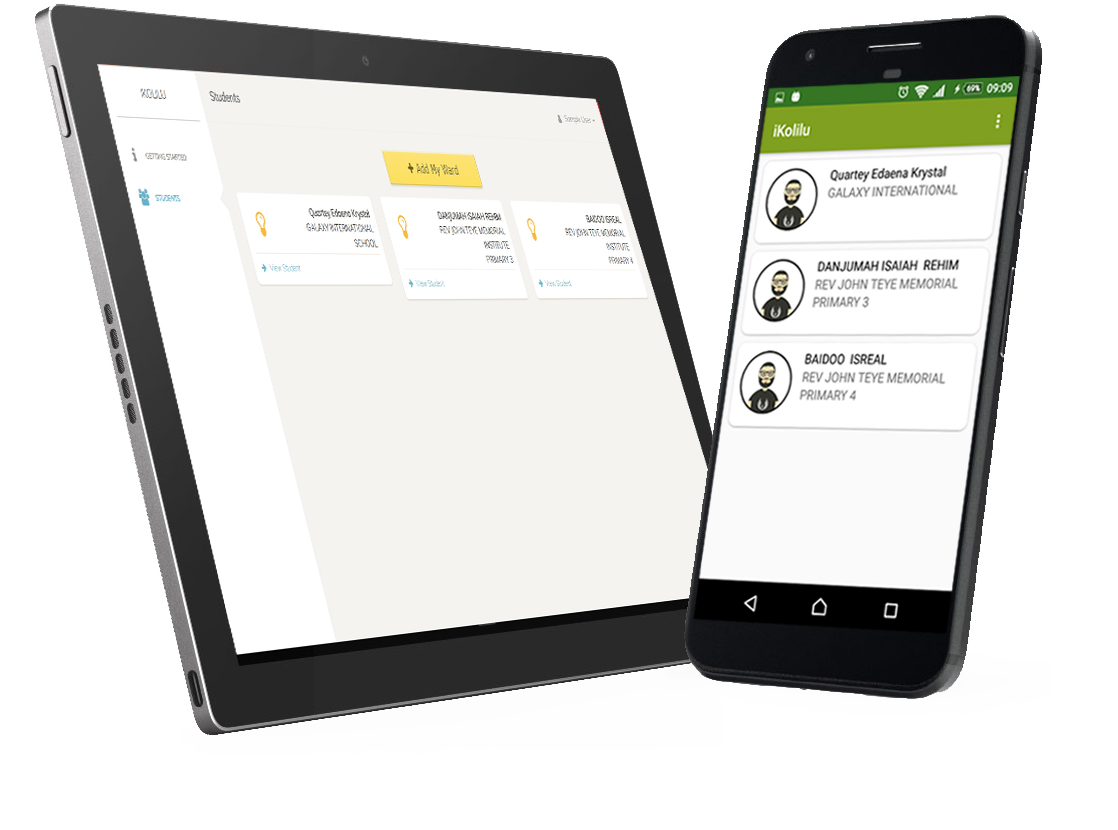 iKOLILU
Students
Sample User
GETTING STARTED
STUDENTS
+ Add My Ward
Quartey Edaena Krystal
GALAXY INTERNATIONAL
SCHOOL
View Student
DANJUMAH ISAIAH REHIM
REV JOHN TEYE MEMORIAL
INSTITUTE
PRIMARY 3
View Student
BAIDOO ISREAL
REV JOHN TEYE MEMORIAL
INSTITUTE
PRIMARY 4
View Student
69% 09:09
iKolilu
Quartey Edaena Krystal
GALAXY INTERNATIONAL
DANJUMAH ISAIAH REHIM
REV JOHN TEYE MEMORIAL
PRIMARY 3
BAIDOO ISREAL
REV JOHN TEYE MEMORIAL
PRIMARY 4